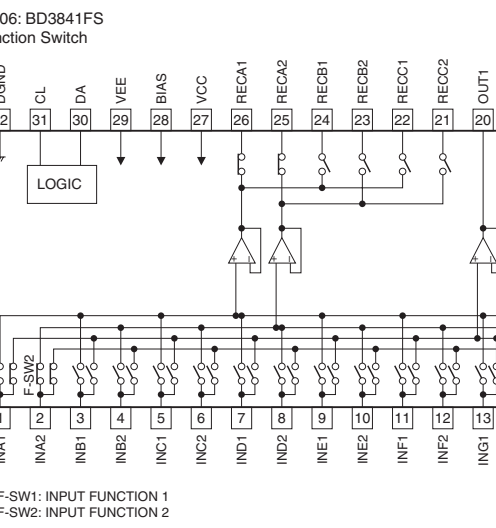 06: BD3841FS
ction Switch
DGND
CL
DA
VEE
BIAS
VCC
RECA1
RECA2
RECB1
RECB2
RECC1
RECC2
OUT1
2
31
30
29
28
27
26
25
24
23
22
21
20
LOGIC
+
−
+
−
+
−
F-SW2
1
2
3
4
5
6
7
8
9
10
11
12
13
INA1
INA2
INB1
INB2
INC1
INC2
IND1
IND2
INE1
INE2
INF1
INF2
ING1
F-SW1: INPUT FUNCTION 1
F-SW2: INPUT FUNCTION 2